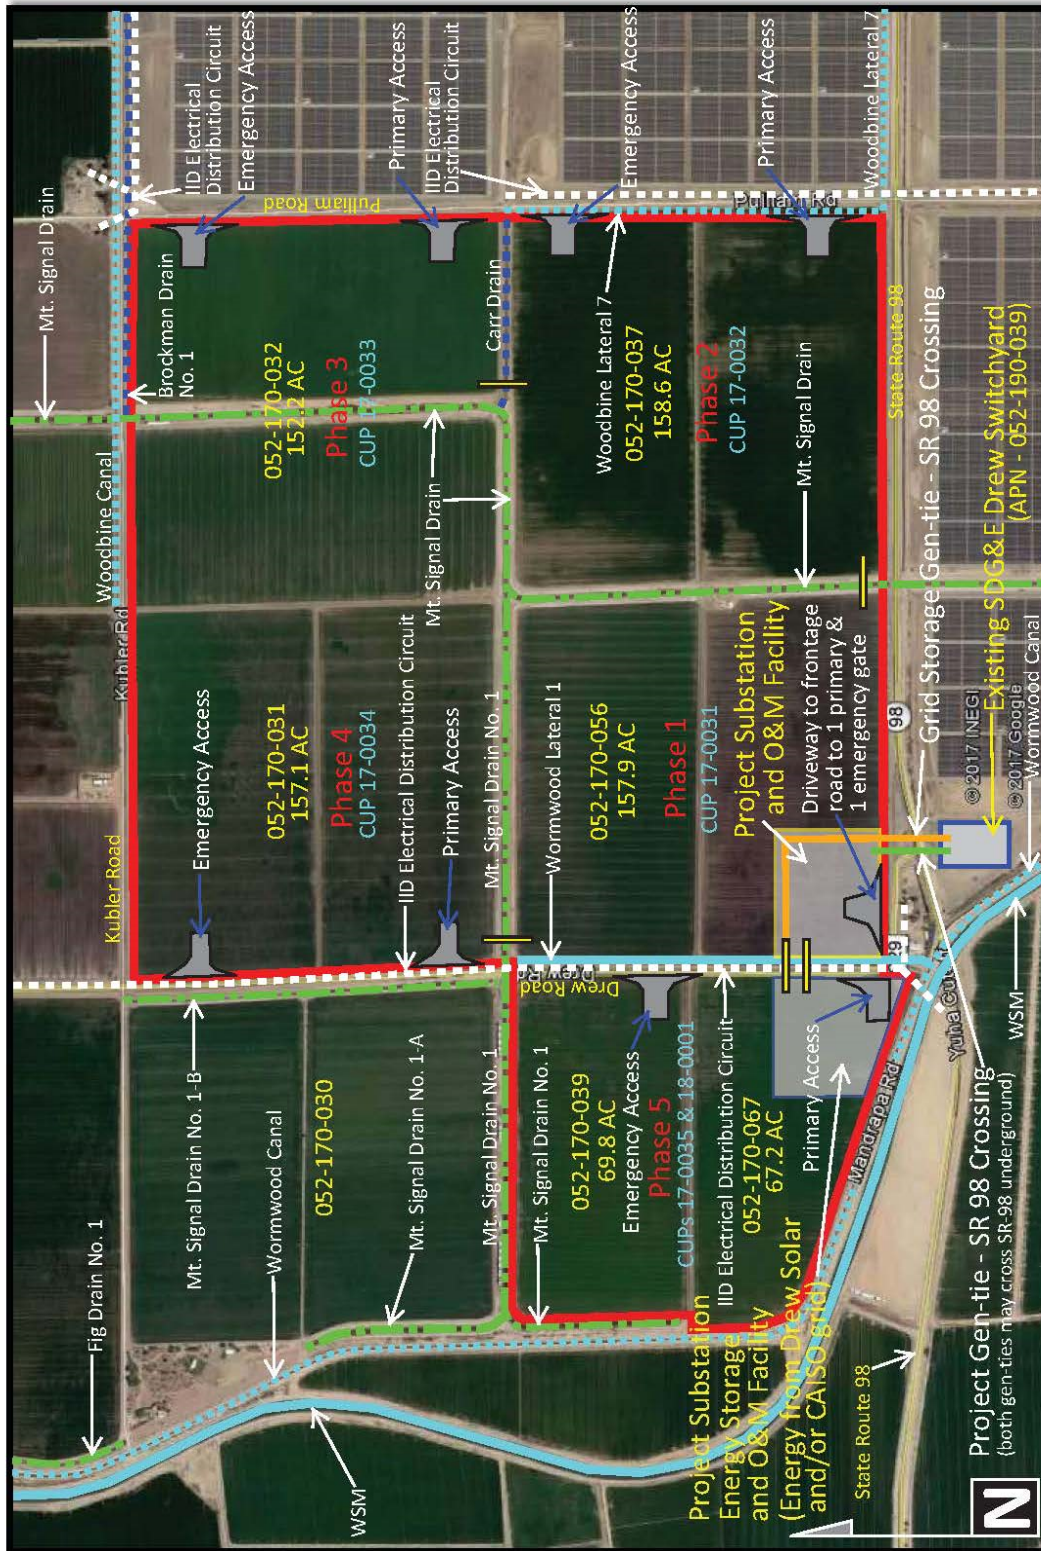 Fig Drain No. 1
Mt. Signal Drain No. 1-B
Wormwood Canal
052-170-030
Mt. Signal Drain No. 1-A
Mt. Signal Drain No. 1
WSM
Kubler Road
Kubler Rd
Woodbine Canal
Mt. Signal Drain
Emergency Access
052-170-031
157.1 AC
Phase 4
CUP 17-0034
IID Electrical Distribution Circuit
Primary Access
Mt. Signal Drain No. 1
Brockman Drain
No. 1
052-170-032
152.2 AC
Phase 3
CUP 17-0033
Mt. Signal Drain
Carr Drain
IID Electrical
Distribution Circuit
Emergency Access
Pulliam Road
Primary Access
IID Electrical
Distribution Circuit
Mt. Signal Drain No. 1
052-170-039
69.8 AC
Emergency Access
Phase 5
CUPs 17-0035 & 18-0001
IID Electrical Distribution Circuit
052-170-067
67.2 AC
Primary Access
Drew Rd
Drew Road
Wormwood Lateral 1
052-170-056
157.9 AC
Phase 1
CUP 17-0031
Project Substation
and O&M Facility
Driveway to frontage
road to 1 primary &
1 emergency gate
Woodbine Lateral 7
052-170-037
158.6 AC
Phase 2
CUP 17-0032
Mt. Signal Drain
Emergency Access
Primary Access
Pulliam Rd
Woodbine Lateral 7
Project Substation
Energy Storage
and O&M Facility
(Energy from Drew Solar
and/or CAISO grid)
Mandrapa Rd
State Route 98
29
98
State Route 98
Grid Storage Gen-tie - SR 98 Crossing
Existing SDG&E Drew Switchyard
(APN - 052-190-039)
© 2017 INEGI
© 2017 Google
Wormwood Canal
WSM
Project Gen-tie - SR 98 Crossing
(both gen-ties may cross SR-98 underground)
N